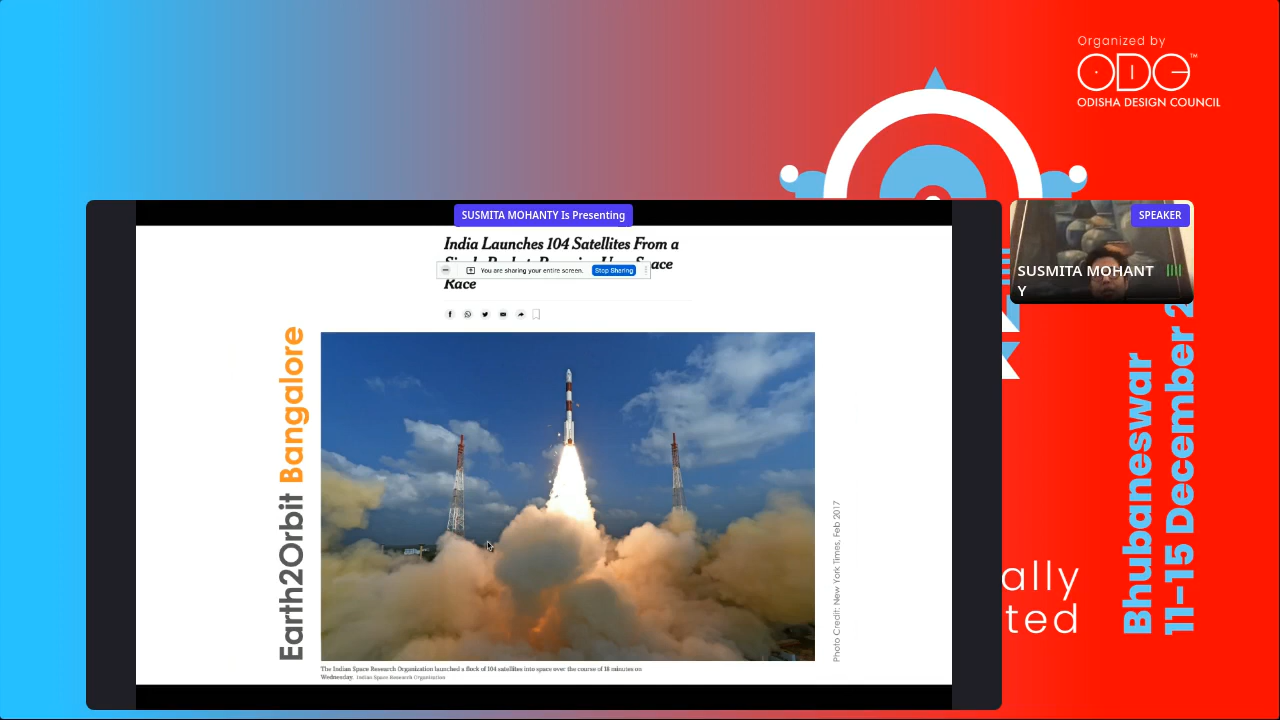 Organized by
ODC™
ODISHA DESIGN COUNCIL
SUSMITA MOHANTY Is Presenting
SPEAKER
SUSMITA MOHANT
Y
India Launches 104 Satellites From a
Space
Race
You are sharing your entire screen.
Stop Sharing
Earth2Orbit Bangalore
Photo Credit: New York Times, Feb 2017
The Indian Space Research Organization launched a flock of 104 satellites into space over the course of 18 minutes on
Wednesday. Indian Space Research Organization
Bhubaneswar
11–15 December 2
ally
ted